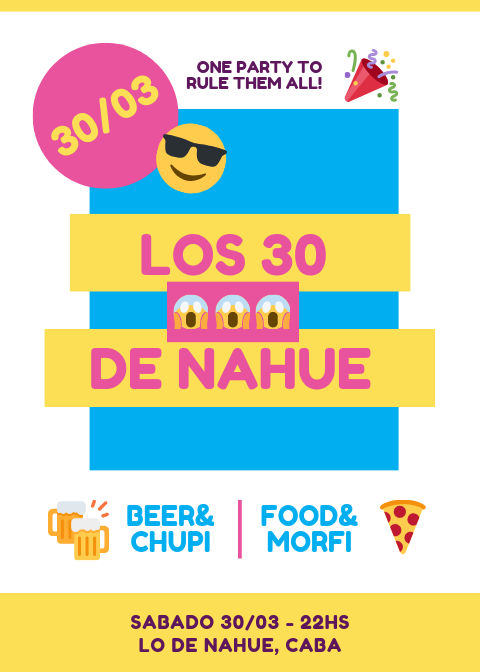 30/03
ONE PARTY TO
RULE THEM ALL!
LOS 30
DE NAHUE
BEER&
CHUPI
FOOD&
MORFI
SABADO 30/03 - 22HS
LO DE NAHUE, CABA